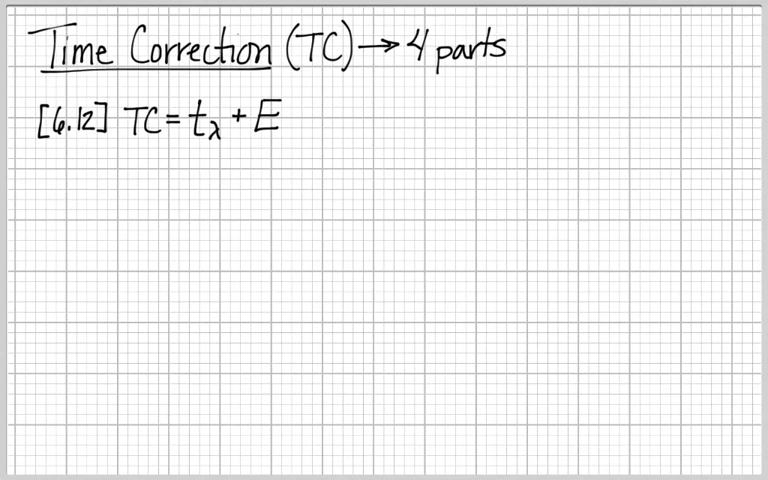 Time Correction (TC) → 4 parts
[6.12] TC = tλ + E